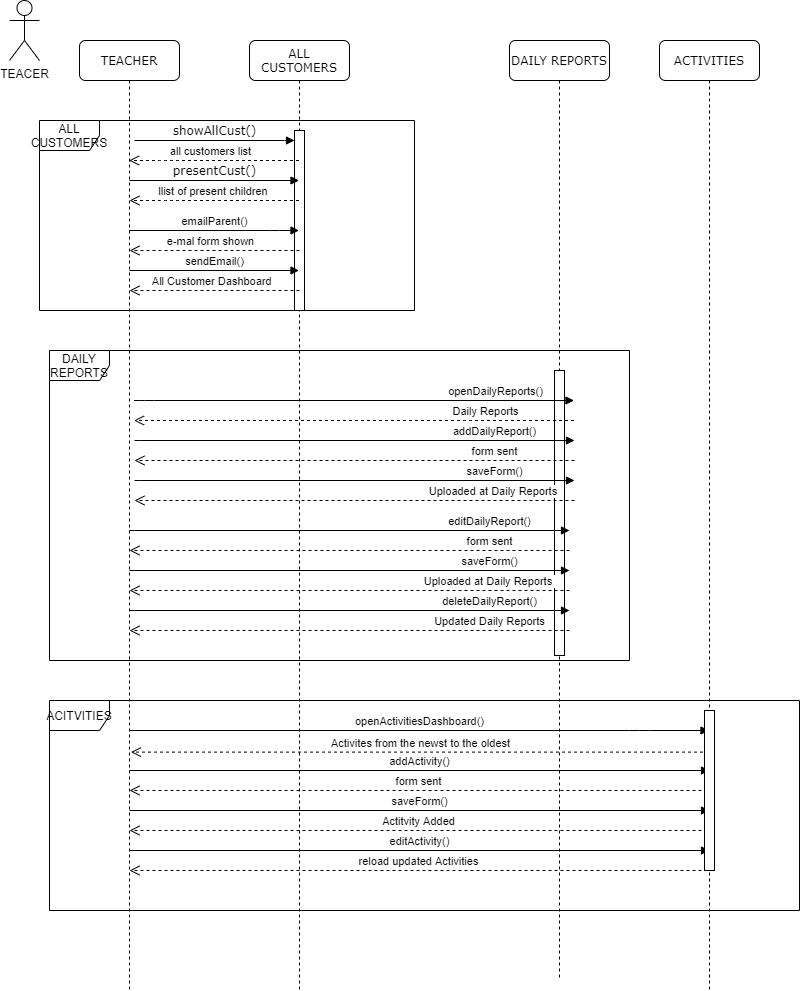 TEACER
TEACHER
ALL
CUSTOMERS
DAILY REPORTS
ACTIVITIES
ALL
CUSTOMERS
showAllCust()
all customers list
presentCust()
llist of present children
emailParent()
e-mal form shown
sendEmail()
All Customer Dashboard
DAILY
REPORTS
openDailyReports()
Daily Reports
addDailyReport()
form sent
saveForm()
Uploaded at Daily Reports
editDailyReport()
form sent
saveForm()
Uploaded at Daily Reports
deleteDailyReport()
Updated Daily Reports
ACITVITIES
openActivitiesDashboard()
Activites from the newst to the oldest
addActivity()
form sent
saveForm()
Actitvity Added
editActivity()
reload updated Activities